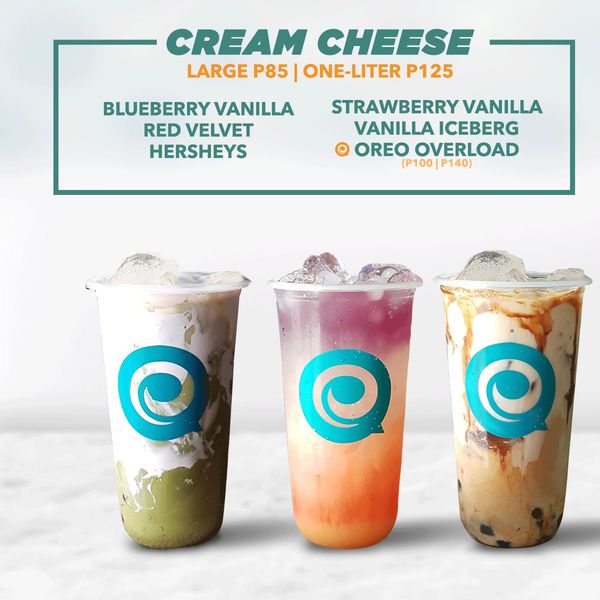 CREAM CHEESE
LARGE P85 | ONE-LITER P125
BLUEBERRY VANILLA
RED VELVET
HERSHEYS
STRAWBERRY VANILLA
VANILLA ICEBERG
OREO OVERLOAD
(P100 | P140)